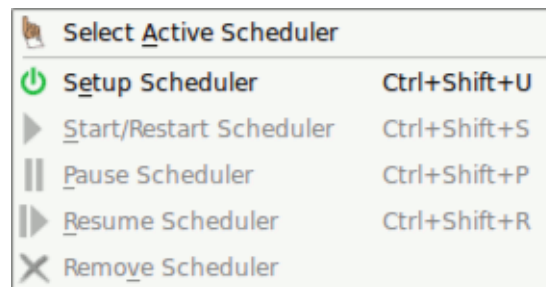 Select Active Scheduler
Setup Scheduler Ctrl+Shift+U
Start/Restart Scheduler Ctrl+Shift+S
Pause Scheduler Ctrl+Shift+P
Resume Scheduler Ctrl+Shift+R
Remove Scheduler